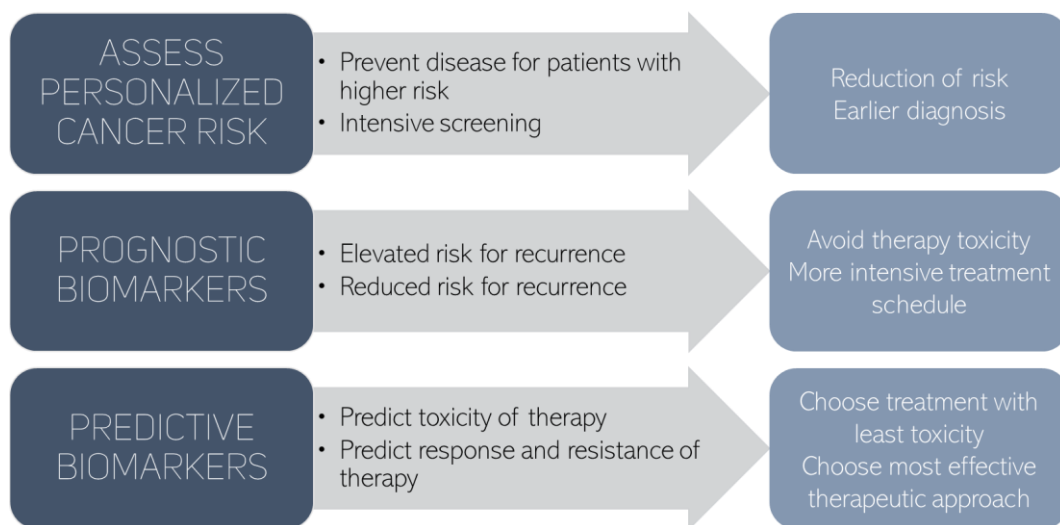 ASSESS
PERSONALIZED
CANCER RISK
• Prevent disease for patients with
higher risk
• Intensive screening
Reduction of risk
Earlier diagnosis
PROGNOSTIC
BIOMARKERS
• Elevated risk for recurrence
• Reduced risk for recurrence
Avoid therapy toxicity
More intensive treatment
schedule
PREDICTIVE
BIOMARKERS
• Predict toxicity of therapy
• Predict response and resistance of
therapy
Choose treatment with
least toxicity
Choose most effective
therapeutic approach